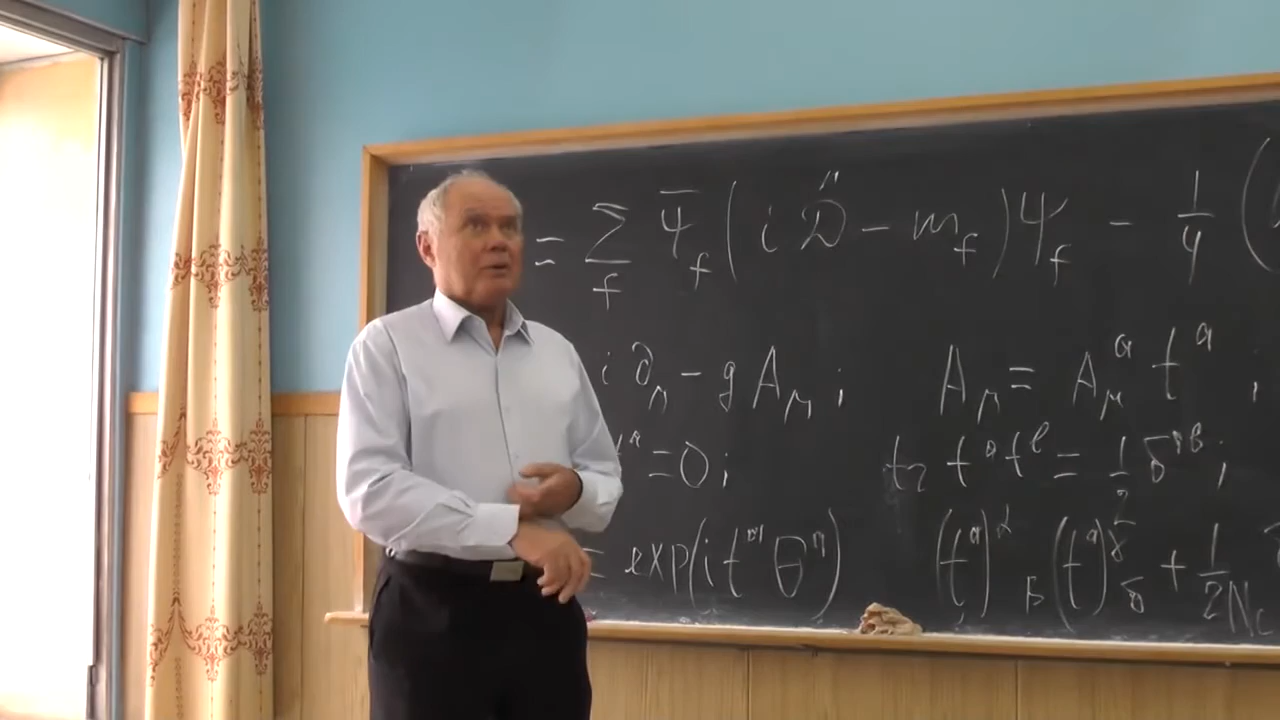 = Σ_f ψ̄_f ( i D̂ − m_f ) ψ_f − 1/4 (
i ∂_μ − g A_μ ; A_μ = A_μ^a t^a ;
t^a = 0 ; tr t^a t^b = 1/2 δ^{ab} ;
= exp( i t^a θ^a ) (t^a)^α_β (t^a)^γ_δ + 1/2N_c